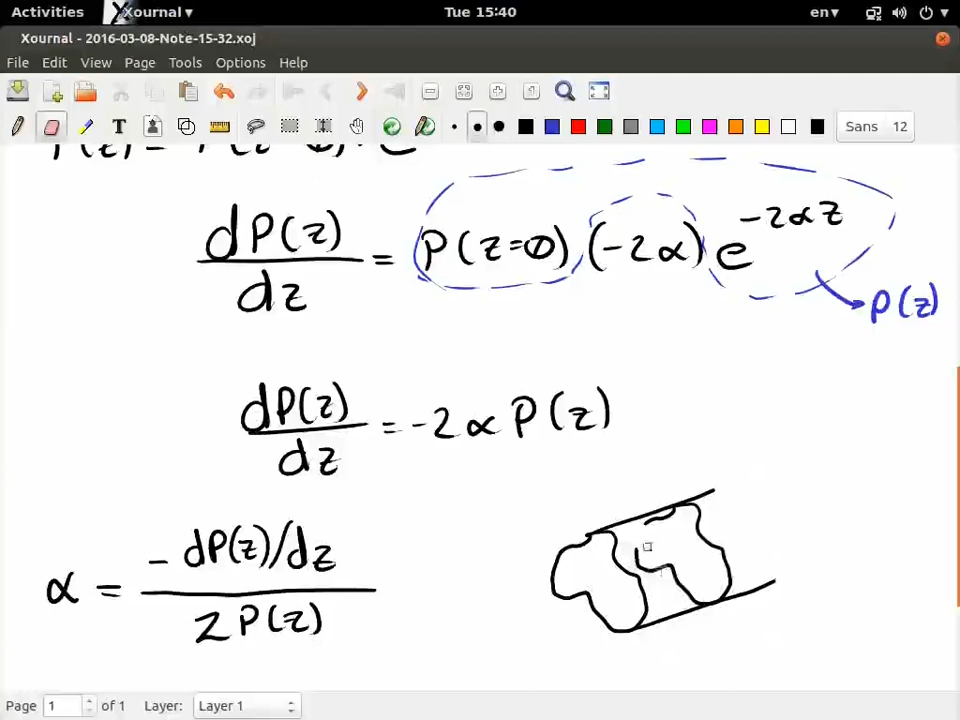 Activities Xournal ▾ Tue 15:40 en ▾
Xournal - 2016-03-08-Note-15-32.xoj
File Edit View Page Tools Options Help
T Sans 12
dP(z)/dz = P(z=0) (-2α) e^{-2αz}
P(z)
dP(z)/dz = -2α P(z)
α = -dP(z)/dz / 2 P(z)
Page 1 of 1 Layer: Layer 1